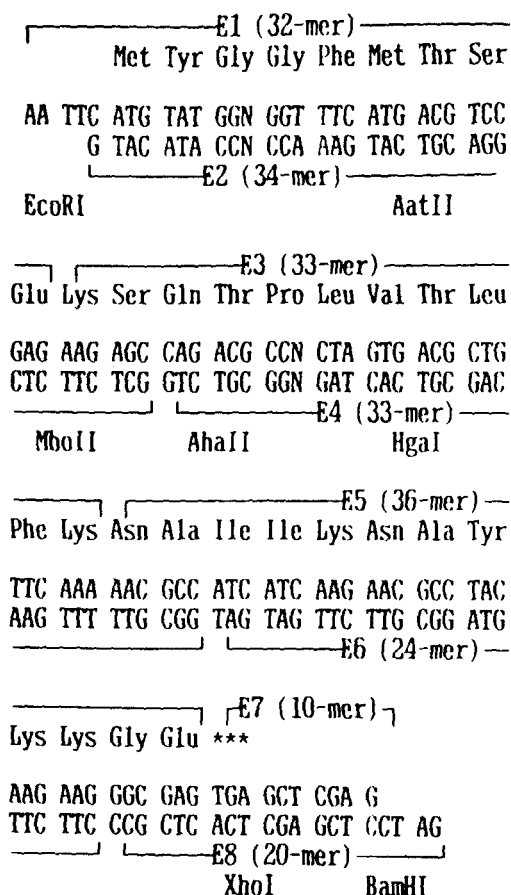 E1 (32-mer)
Met Tyr Gly Gly Phe Met Thr Ser
AA TTC ATG TAT GGN GGT TTC ATG ACG TCC
G TAC ATA CCN CCA AAG TAC TGC AGG
E2 (34-mer)
EcoRI AatII
E3 (33-mer)
Glu Lys Ser Gln Thr Pro Leu Val Thr Leu
GAG AAG AGC CAG ACG CCN CTA GTG ACG CTG
CTC TTC TCG GTC TGC GGN GAT CAC TGC GAC
E4 (33-mer)
MboII AhaII HgaI
E5 (36-mer)
Phe Lys Asn Ala Ile Ile Lys Asn Ala Tyr
TTC AAA AAC GCC ATC ATC AAG AAC GCC TAC
AAG TTT TTG CGG TAG TAG TTC TTG CGG ATG
E6 (24-mer)
E7 (10-mer)
Lys Lys Gly Glu ***
AAG AAG GGC GAG TGA GCT CGA G
TTC TTC CCG CTC ACT CGA GCT CCT AG
E8 (20-mer)
XhoI BamHI